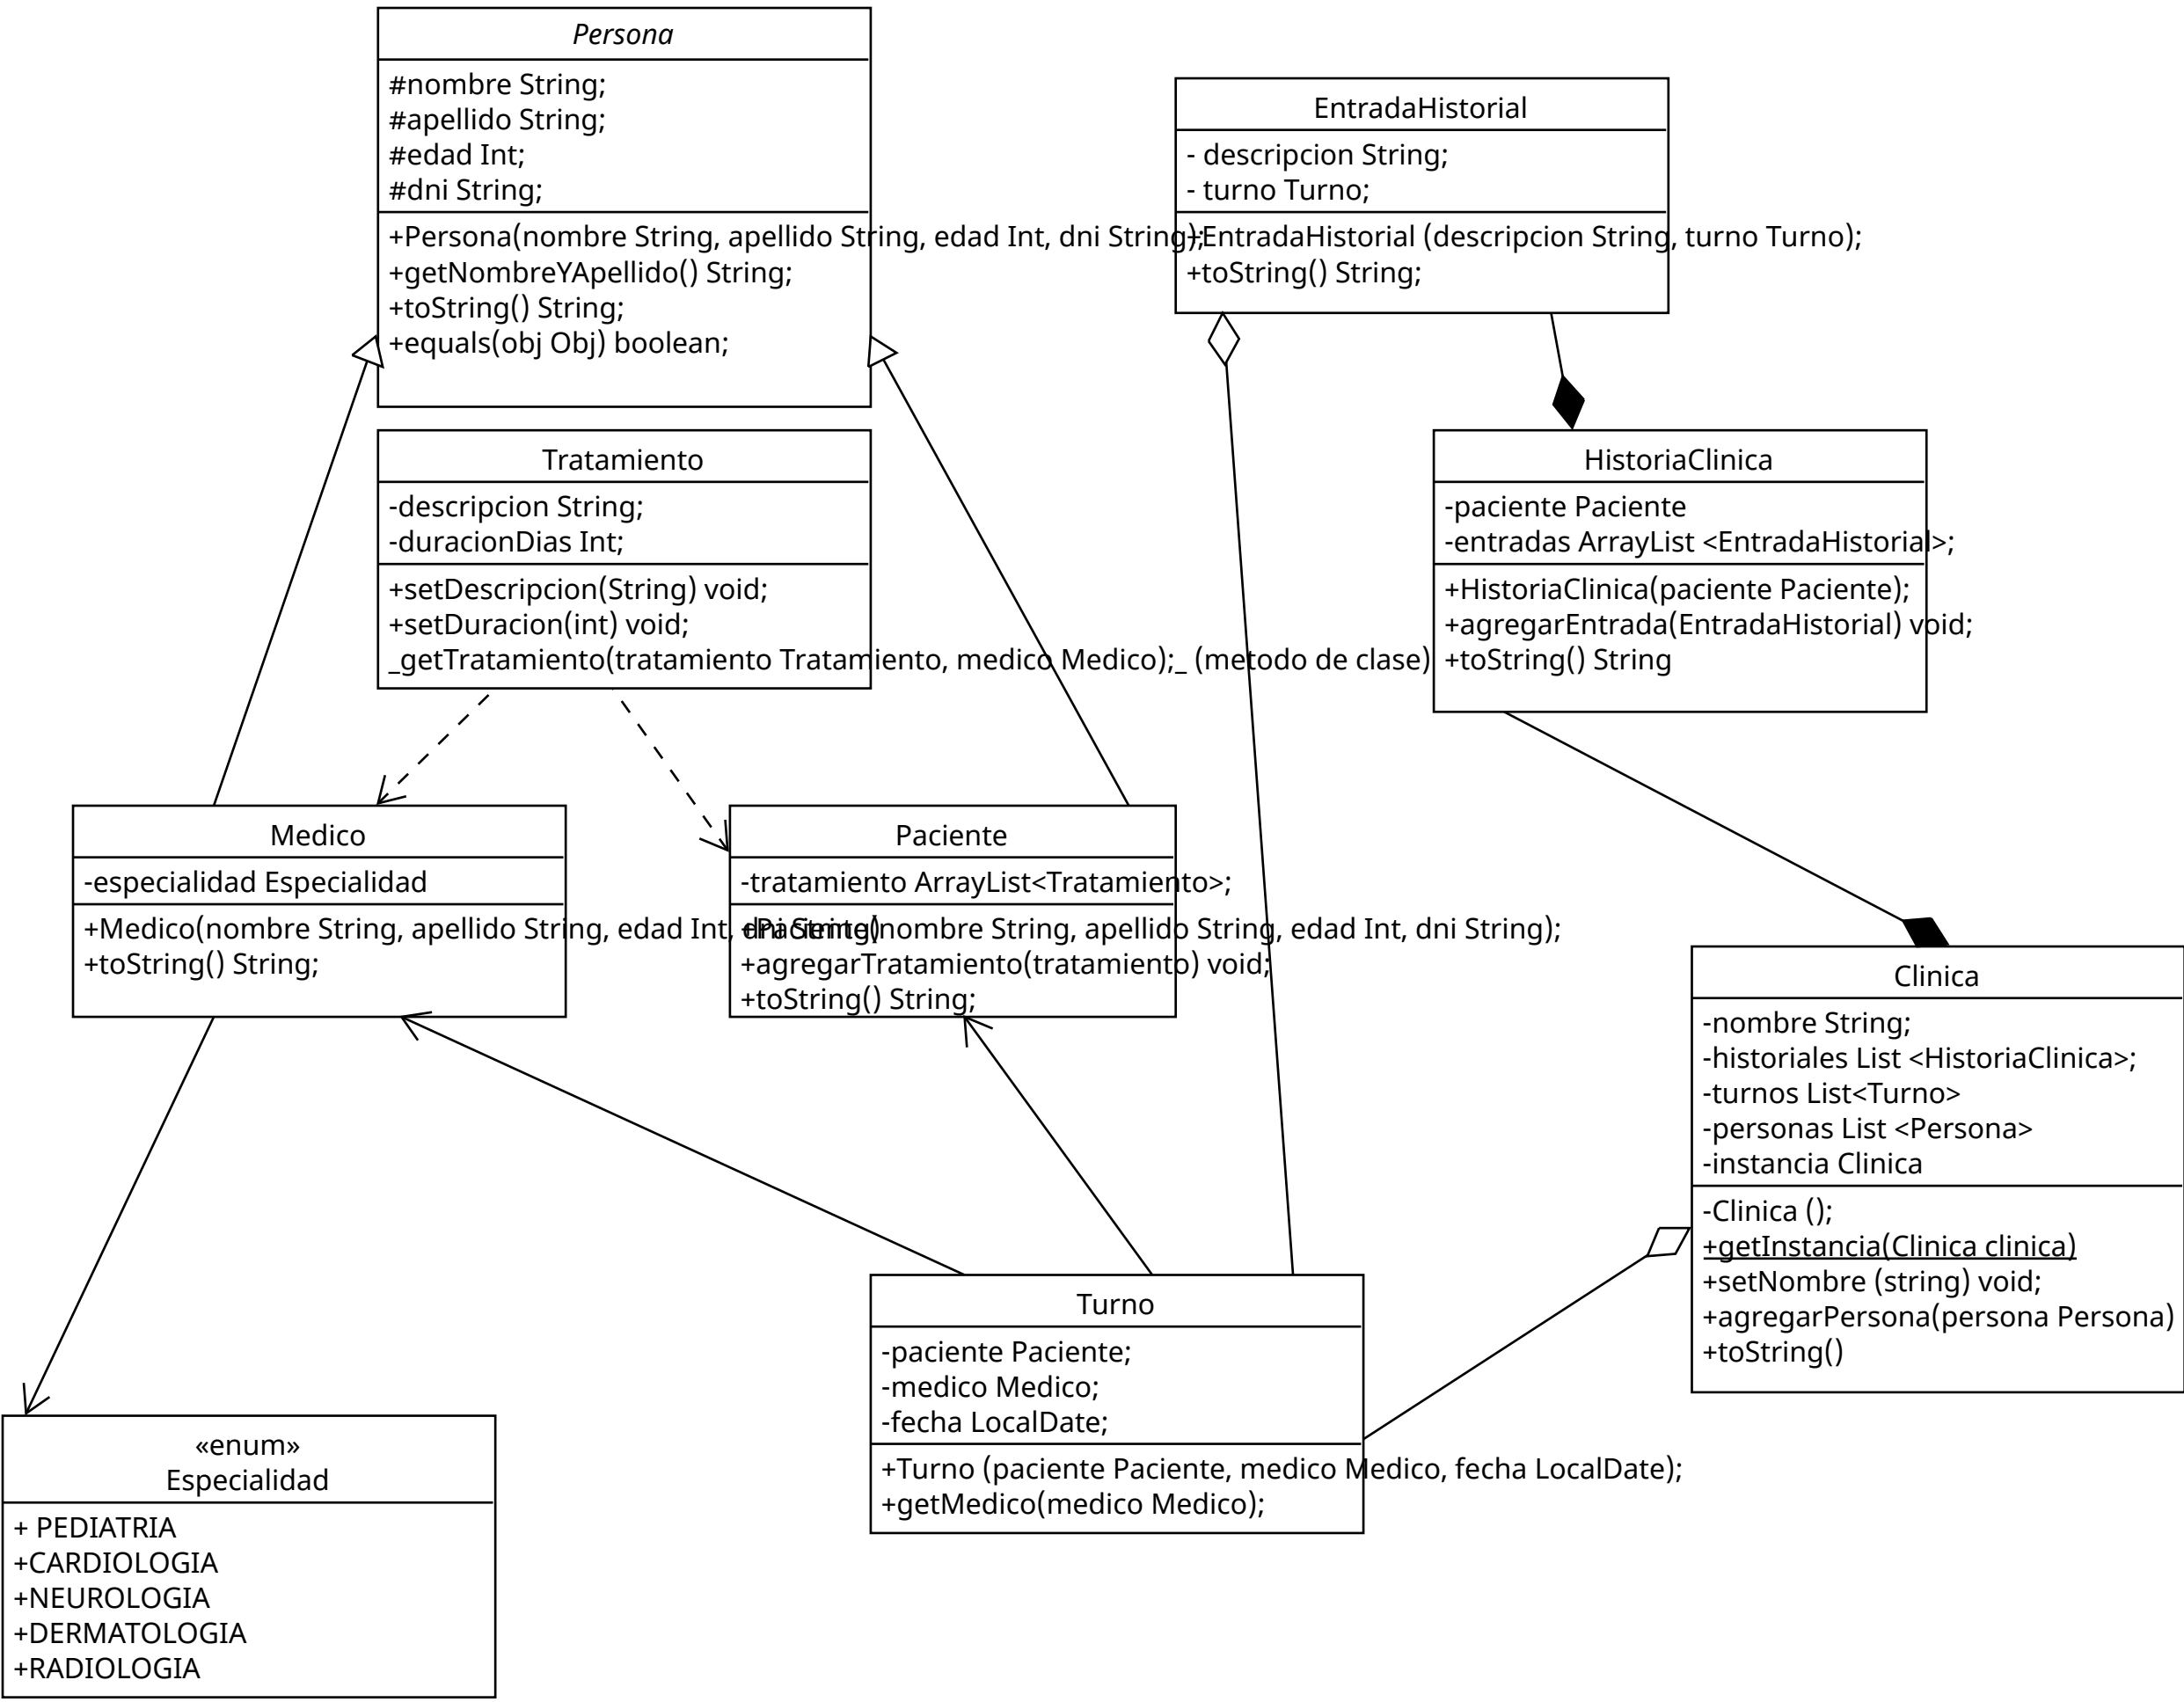 Persona
#nombre String;
#apellido String;
#edad Int;
#dni String;
+Persona(nombre String, apellido String, edad Int, dni String);
+getNombreYApellido() String;
+toString() String;
+equals(obj Obj) boolean;
EntradaHistorial
- descripcion String;
- turno Turno;
+EntradaHistorial (descripcion String, turno Turno);
+toString() String;
Tratamiento
-descripcion String;
-duracionDias Int;
+setDescripcion(String) void;
+setDuracion(int) void;
_getTratamiento(tratamiento Tratamiento, medico Medico);_ (metodo de clase)
HistoriaClinica
-paciente Paciente
-entradas ArrayList <EntradaHistorial>;
+HistoriaClinica(paciente Paciente);
+agregarEntrada(EntradaHistorial) void;
+toString() String
Medico
-especialidad Especialidad
+Medico(nombre String, apellido String, edad Int, dni String(
+toString() String;
Paciente
-tratamiento ArrayList<Tratamiento>;
+Paciente(nombre String, apellido String, edad Int, dni String);
+agregarTratamiento(tratamiento) void;
+toString() String;
Clinica
-nombre String;
-historiales List <HistoriaClinica>;
-turnos List<Turno>
-personas List <Persona>
-instancia Clinica
-Clinica ();
+getInstancia(Clinica clinica)
+setNombre (string) void;
+agregarPersona(persona Persona)
+toString()
Turno
-paciente Paciente;
-medico Medico;
-fecha LocalDate;
+Turno (paciente Paciente, medico Medico, fecha LocalDate);
+getMedico(medico Medico);
«enum»
Especialidad
+ PEDIATRIA
+CARDIOLOGIA
+NEUROLOGIA
+DERMATOLOGIA
+RADIOLOGIA